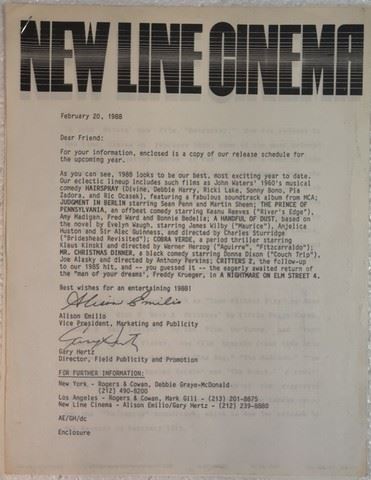 NEW LINE CINEMA
February 20, 1988
Dear Friend:
For your information, enclosed is a copy of our release schedule for
the upcoming year.
As you can see, 1988 looks to be our best, most exciting year to date.
Our eclectic lineup includes such films as John Waters' 1960's musical
comedy HAIRSPRAY (Divine, Debbie Harry, Ricki Lake, Sonny Bono, Pia
Zadora, and Ric Ocasek), featuring a fabulous soundtrack album from MCA;
JUDGMENT IN BERLIN starring Sean Penn and Martin Sheen; THE PRINCE OF
PENNSYLVANIA, an offbeat comedy starring Keanu Reeves ("River's Edge"),
Amy Madigan, Fred Ward and Bonnie Bedelia; A HANDFUL OF DUST, based on
the novel by Evelyn Waugh, starring James Wilby ("Maurice"), Anjelica
Huston and Sir Alec Guinness, and directed by Charles Sturridge
("Brideshead Revisited"); COBRA VERDE, a period thriller starring
Klaus Kinski and directed by Werner Herzog ("Aguirre", "Fitzcarraldo");
MR. CHRISTMAS DINNER, a black comedy starring Donna Dixon ("Couch Trip"),
Joe Alasky and directed by Anthony Perkins; CRITTERS 2, the follow-up
to our 1985 hit, and -- you guessed it -- the eagerly awaited return of
the "man of your dreams", Freddy Krueger, in A NIGHTMARE ON ELM STREET 4.
Best wishes for an entertaining 1988!
Alison Emilio
Alison Emilio
Vice President, Marketing and Publicity
Gary Hertz
Gary Hertz
Director, Field Publicity and Promotion
FOR FURTHER INFORMATION:
New York - Rogers & Cowan, Debbie Graye-McDonald
(212) 490-8200
Los Angeles - Rogers & Cowan, Mark Gill - (213) 201-8875
New Line Cinema - Alison Emilio/Gary Hertz - (212) 239-8880
AE/GH/dc
Enclosure